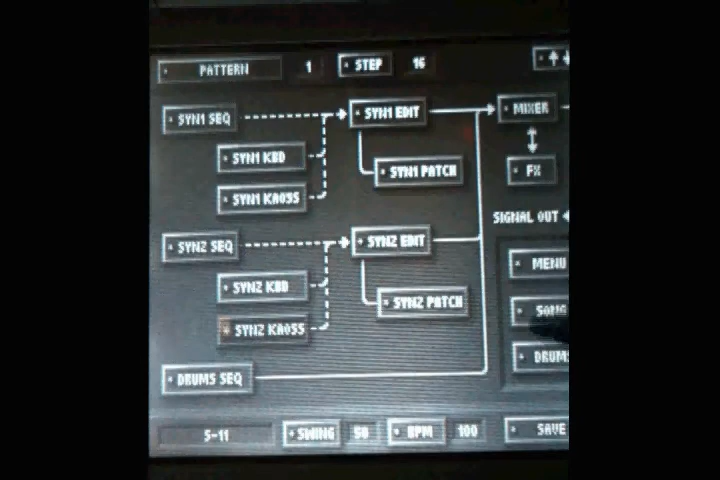 PATTERN 1 STEP 16
SYN1 SEQ SYN1 EDIT MIXER
SYN1 KBD SYN1 PATCH FX
SYN1 KAOSS
SIGNAL OUT
SYN2 SEQ SYN2 EDIT
MENU
SYN2 KBD SYN2 PATCH
SONG
SYN2 KAOSS
DRUM
DRUMS SEQ
5-11 SWING 50 BPM 100 SAVE